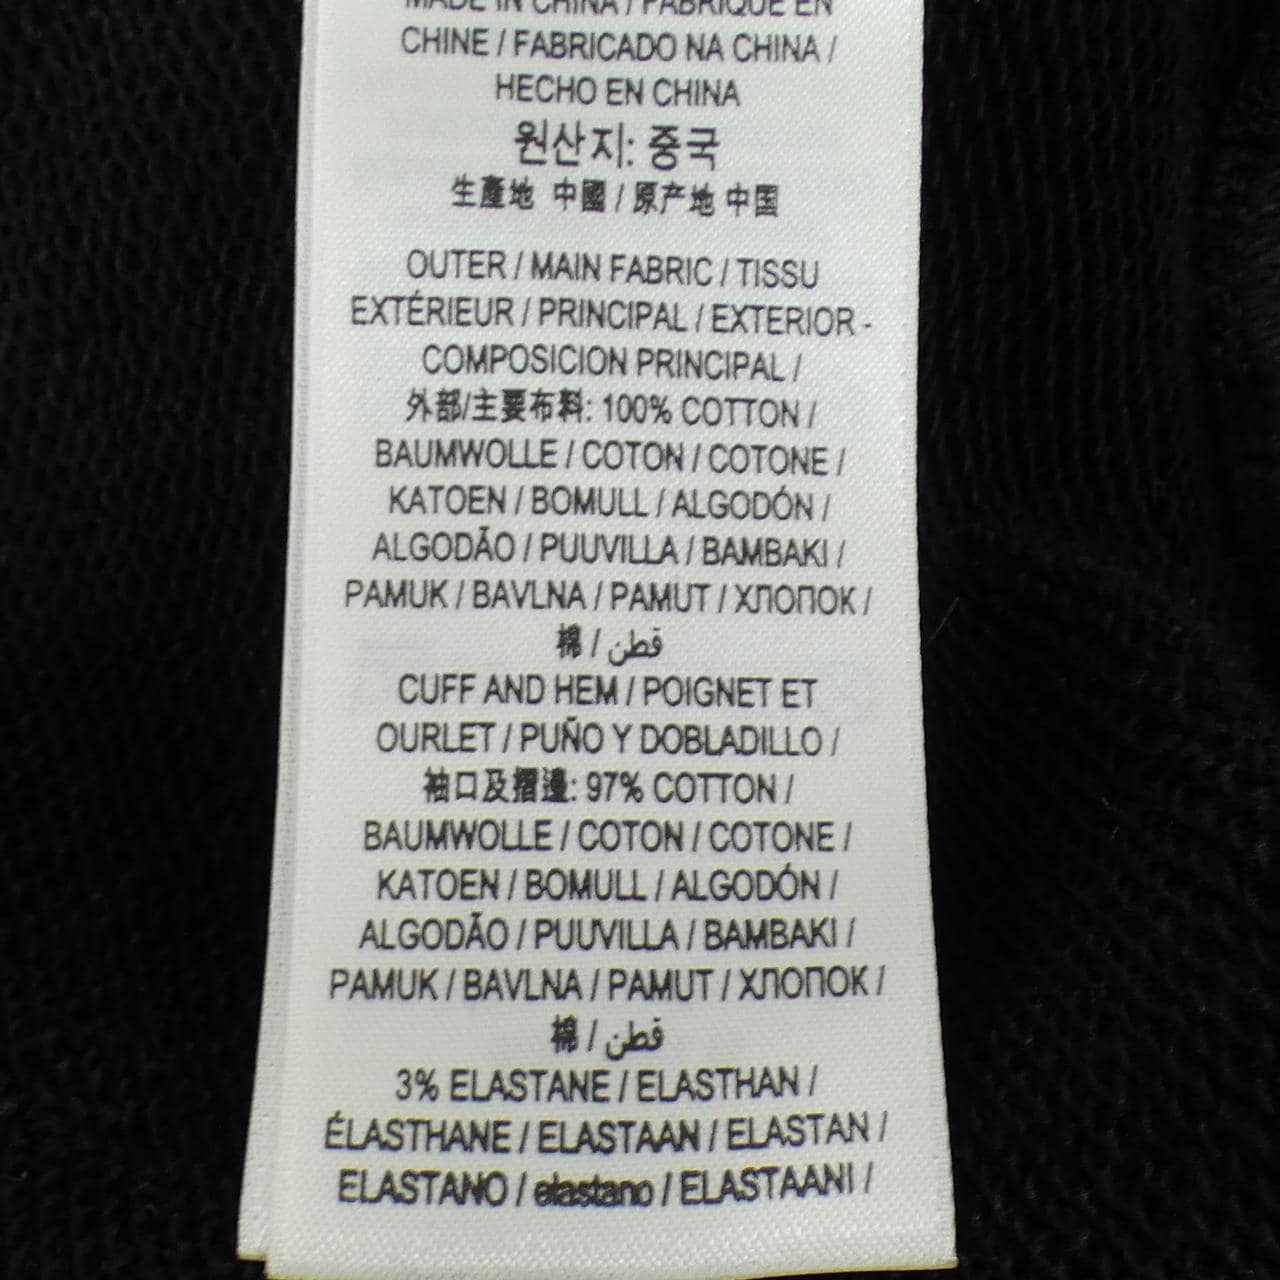 MADE IN CHINA / FABRIQUÉ EN
CHINE / FABRICADO NA CHINA /
HECHO EN CHINA
원산지: 중국
生產地 中國 / 原产地 中国
OUTER / MAIN FABRIC / TISSU
EXTÉRIEUR / PRINCIPAL / EXTERIOR -
COMPOSICION PRINCIPAL /
外部/主要布料: 100% COTTON /
BAUMWOLLE / COTON / COTONE /
KATOEN / BOMULL / ALGODÓN /
ALGODÃO / PUUVILLA / BAMBAKI /
PAMUK / BAVLNA / PAMUT / ХЛОПОК /
棉 / قطن
CUFF AND HEM / POIGNET ET
OURLET / PUÑO Y DOBLADILLO /
袖口及摺邊: 97% COTTON /
BAUMWOLLE / COTON / COTONE /
KATOEN / BOMULL / ALGODÓN /
ALGODÃO / PUUVILLA / BAMBAKI /
PAMUK / BAVLNA / PAMUT / ХЛОПОК /
棉 / قطن
3% ELASTANE / ELASTHAN /
ÉLASTHANE / ELASTAAN / ELASTAN /
ELASTANO / elastano / ELASTAANI /